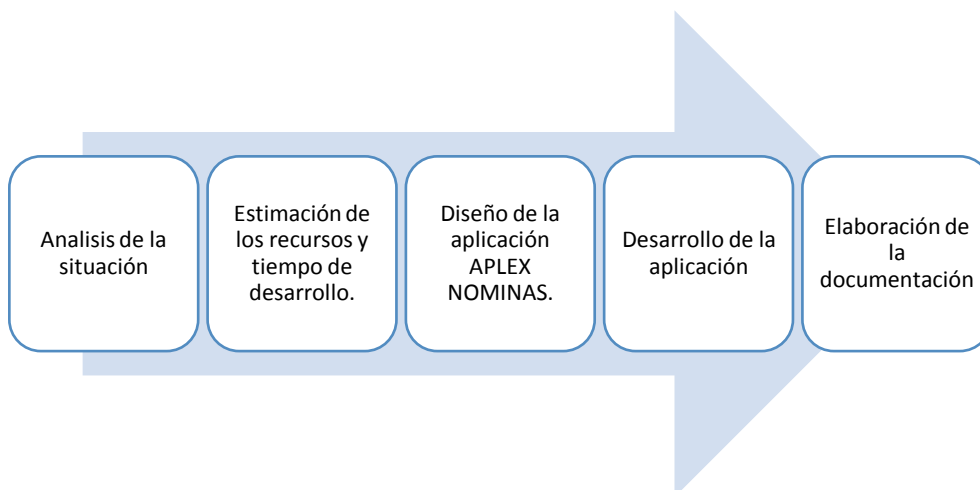 Analisis de la
situación
Estimación de
los recursos y
tiempo de
desarrollo.
Diseño de la
aplicación
APLEX
NOMINAS.
Desarrollo de la
aplicación
Elaboración de
la
documentación